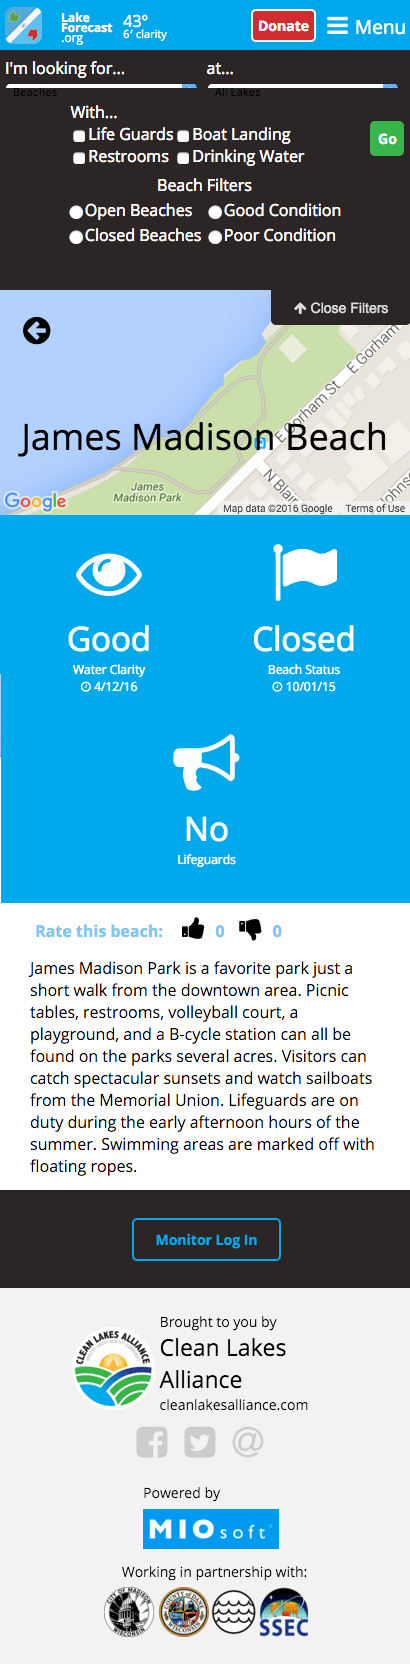 Lake
Forecast
.org
43°
6′ clarity
Donate
Menu
I'm looking for...
at...
Beaches
All Lakes
With...
Life Guards
Boat Landing
Restrooms
Drinking Water
Go
Beach Filters
Open Beaches
Good Condition
Closed Beaches
Poor Condition
Close Filters
E Gorham
E Gorham St
James Madison Beach
James
Madison Park
N Blair
Johns
Google
Map data ©2016 Google
Terms of Use
Good
Closed
Water Clarity
Beach Status
4/12/16
10/01/15
No
Lifeguards
Rate this beach:
0
0
James Madison Park is a favorite park just a
short walk from the downtown area. Picnic
tables, restrooms, volleyball court, a
playground, and a B-cycle station can all be
found on the parks several acres. Visitors can
catch spectacular sunsets and watch sailboats
from the Memorial Union. Lifeguards are on
duty during the early afternoon hours of the
summer. Swimming areas are marked off with
floating ropes.
Monitor Log In
Brought to you by
CLEAN LAKES ALLIANCE
Clean Lakes
Alliance
cleanlakesalliance.com
Powered by
MIOsoft
Working in partnership with:
CITY OF MADISON
WISCONSIN
COUNTY OF DANE
WISCONSIN
SSEC